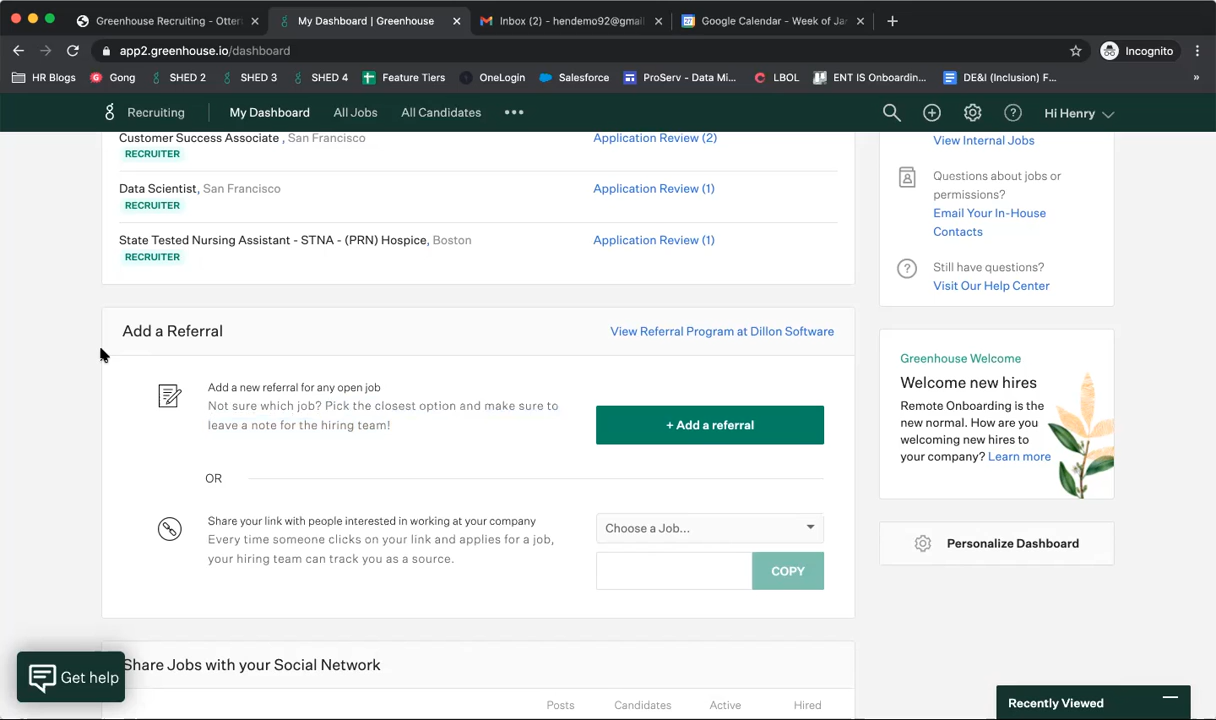 Greenhouse Recruiting - Otter
My Dashboard | Greenhouse
Inbox (2) - hendemo92@gmail
Google Calendar - Week of Jan
app2.greenhouse.io/dashboard
Incognito
HR Blogs
Gong
SHED 2
SHED 3
SHED 4
Feature Tiers
OneLogin
Salesforce
ProServ - Data Mi...
LBOL
ENT IS Onboardin...
DE&I (Inclusion) F...
»
Recruiting
My Dashboard
All Jobs
All Candidates
•••
Hi Henry
Customer Success Associate , San Francisco
Application Review (2)
RECRUITER
Data Scientist, San Francisco
Application Review (1)
RECRUITER
State Tested Nursing Assistant - STNA - (PRN) Hospice, Boston
Application Review (1)
RECRUITER
Add a Referral
View Referral Program at Dillon Software
Add a new referral for any open job
Not sure which job? Pick the closest option and make sure to
leave a note for the hiring team!
+ Add a referral
OR
Share your link with people interested in working at your company
Every time someone clicks on your link and applies for a job,
your hiring team can track you as a source.
Choose a Job...
COPY
Share Jobs with your Social Network
Posts
Candidates
Active
Hired
View Internal Jobs
Questions about jobs or
permissions?
Email Your In-House
Contacts
Still have questions?
Visit Our Help Center
Greenhouse Welcome
Welcome new hires
Remote Onboarding is the
new normal. How are you
welcoming new hires to
your company? Learn more
Personalize Dashboard
Get help
Recently Viewed